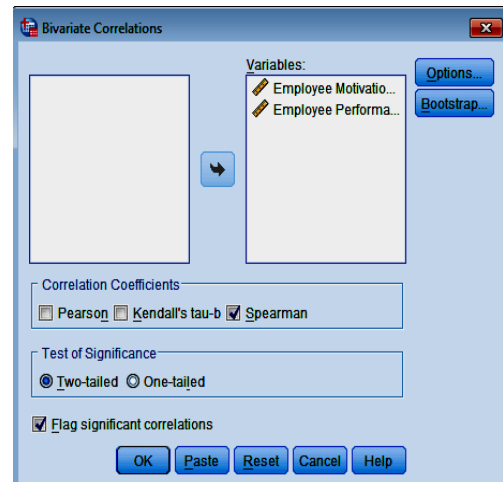 Bivariate Correlations
Variables:
Employee Motivatio...
Employee Performa...
Options...
Bootstrap...
Correlation Coefficients
Pearson Kendall's tau-b Spearman
Test of Significance
Two-tailed One-tailed
Flag significant correlations
OK Paste Reset Cancel Help